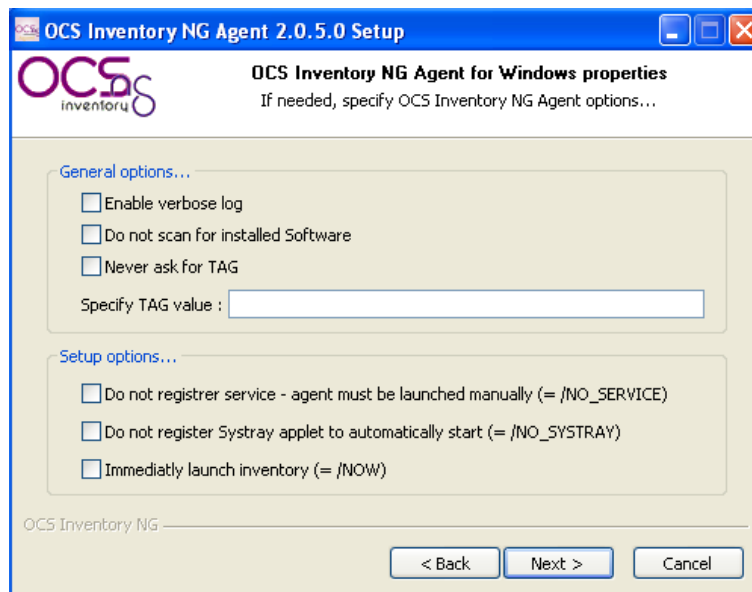 OCS Inventory NG Agent 2.0.5.0 Setup
OCSng
inventory
OCS Inventory NG Agent for Windows properties
If needed, specify OCS Inventory NG Agent options...
General options...
Enable verbose log
Do not scan for installed Software
Never ask for TAG
Specify TAG value :
Setup options...
Do not registrer service - agent must be launched manually (= /NO_SERVICE)
Do not register Systray applet to automatically start (= /NO_SYSTRAY)
Immediatly launch inventory (= /NOW)
OCS Inventory NG
< Back Next > Cancel